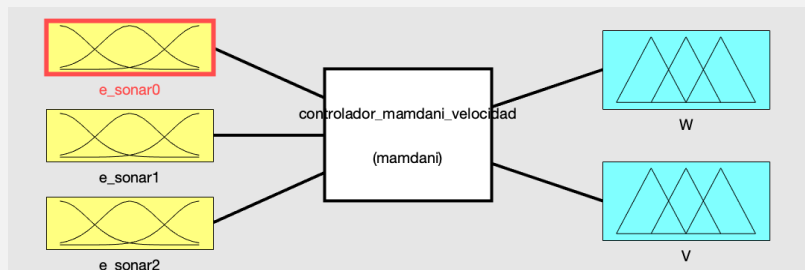 e_sonar0
controlador_mamdani_velocidad
W
(mamdani)
e_sonar1
V
e_sonar2